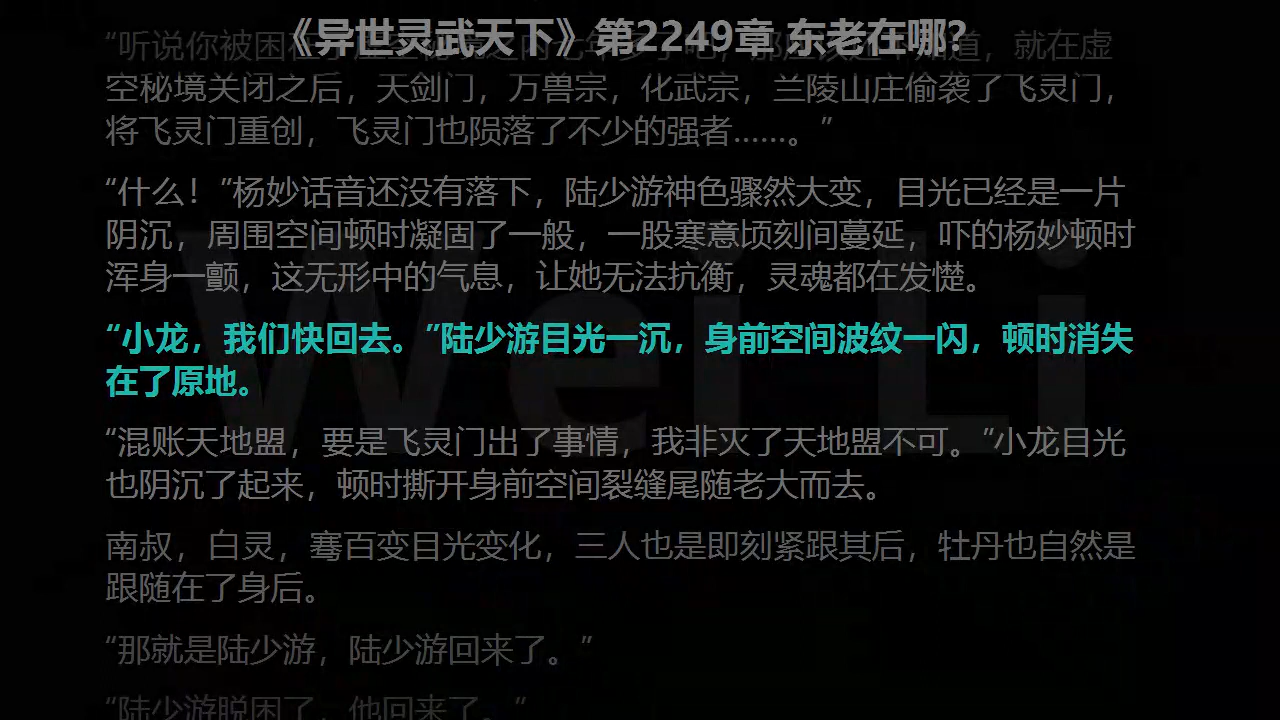 《异世灵武天下》第2249章 东老在哪?
“听说你被困在
，就在虚
空秘境关闭之后，天剑门，万兽宗，化武宗，兰陵山庄偷袭了飞灵门，
将飞灵门重创，飞灵门也陨落了不少的强者……。”
“什么！”杨妙话音还没有落下，陆少游神色骤然大变，目光已经是一片
阴沉，周围空间顿时凝固了一般，一股寒意顷刻间蔓延，吓的杨妙顿时
浑身一颤，这无形中的气息，让她无法抗衡，灵魂都在发憷。
“小龙，我们快回去。”陆少游目光一沉，身前空间波纹一闪，顿时消失
在了原地。
“混账天地盟，要是飞灵门出了事情，我非灭了天地盟不可。”小龙目光
也阴沉了起来，顿时撕开身前空间裂缝尾随老大而去。
南叔，白灵，骞百变目光变化，三人也是即刻紧跟其后，牡丹也自然是
跟随在了身后。
“那就是陆少游，陆少游回来了。”
“陆少游脱困了，他回来了。”
Wei Li